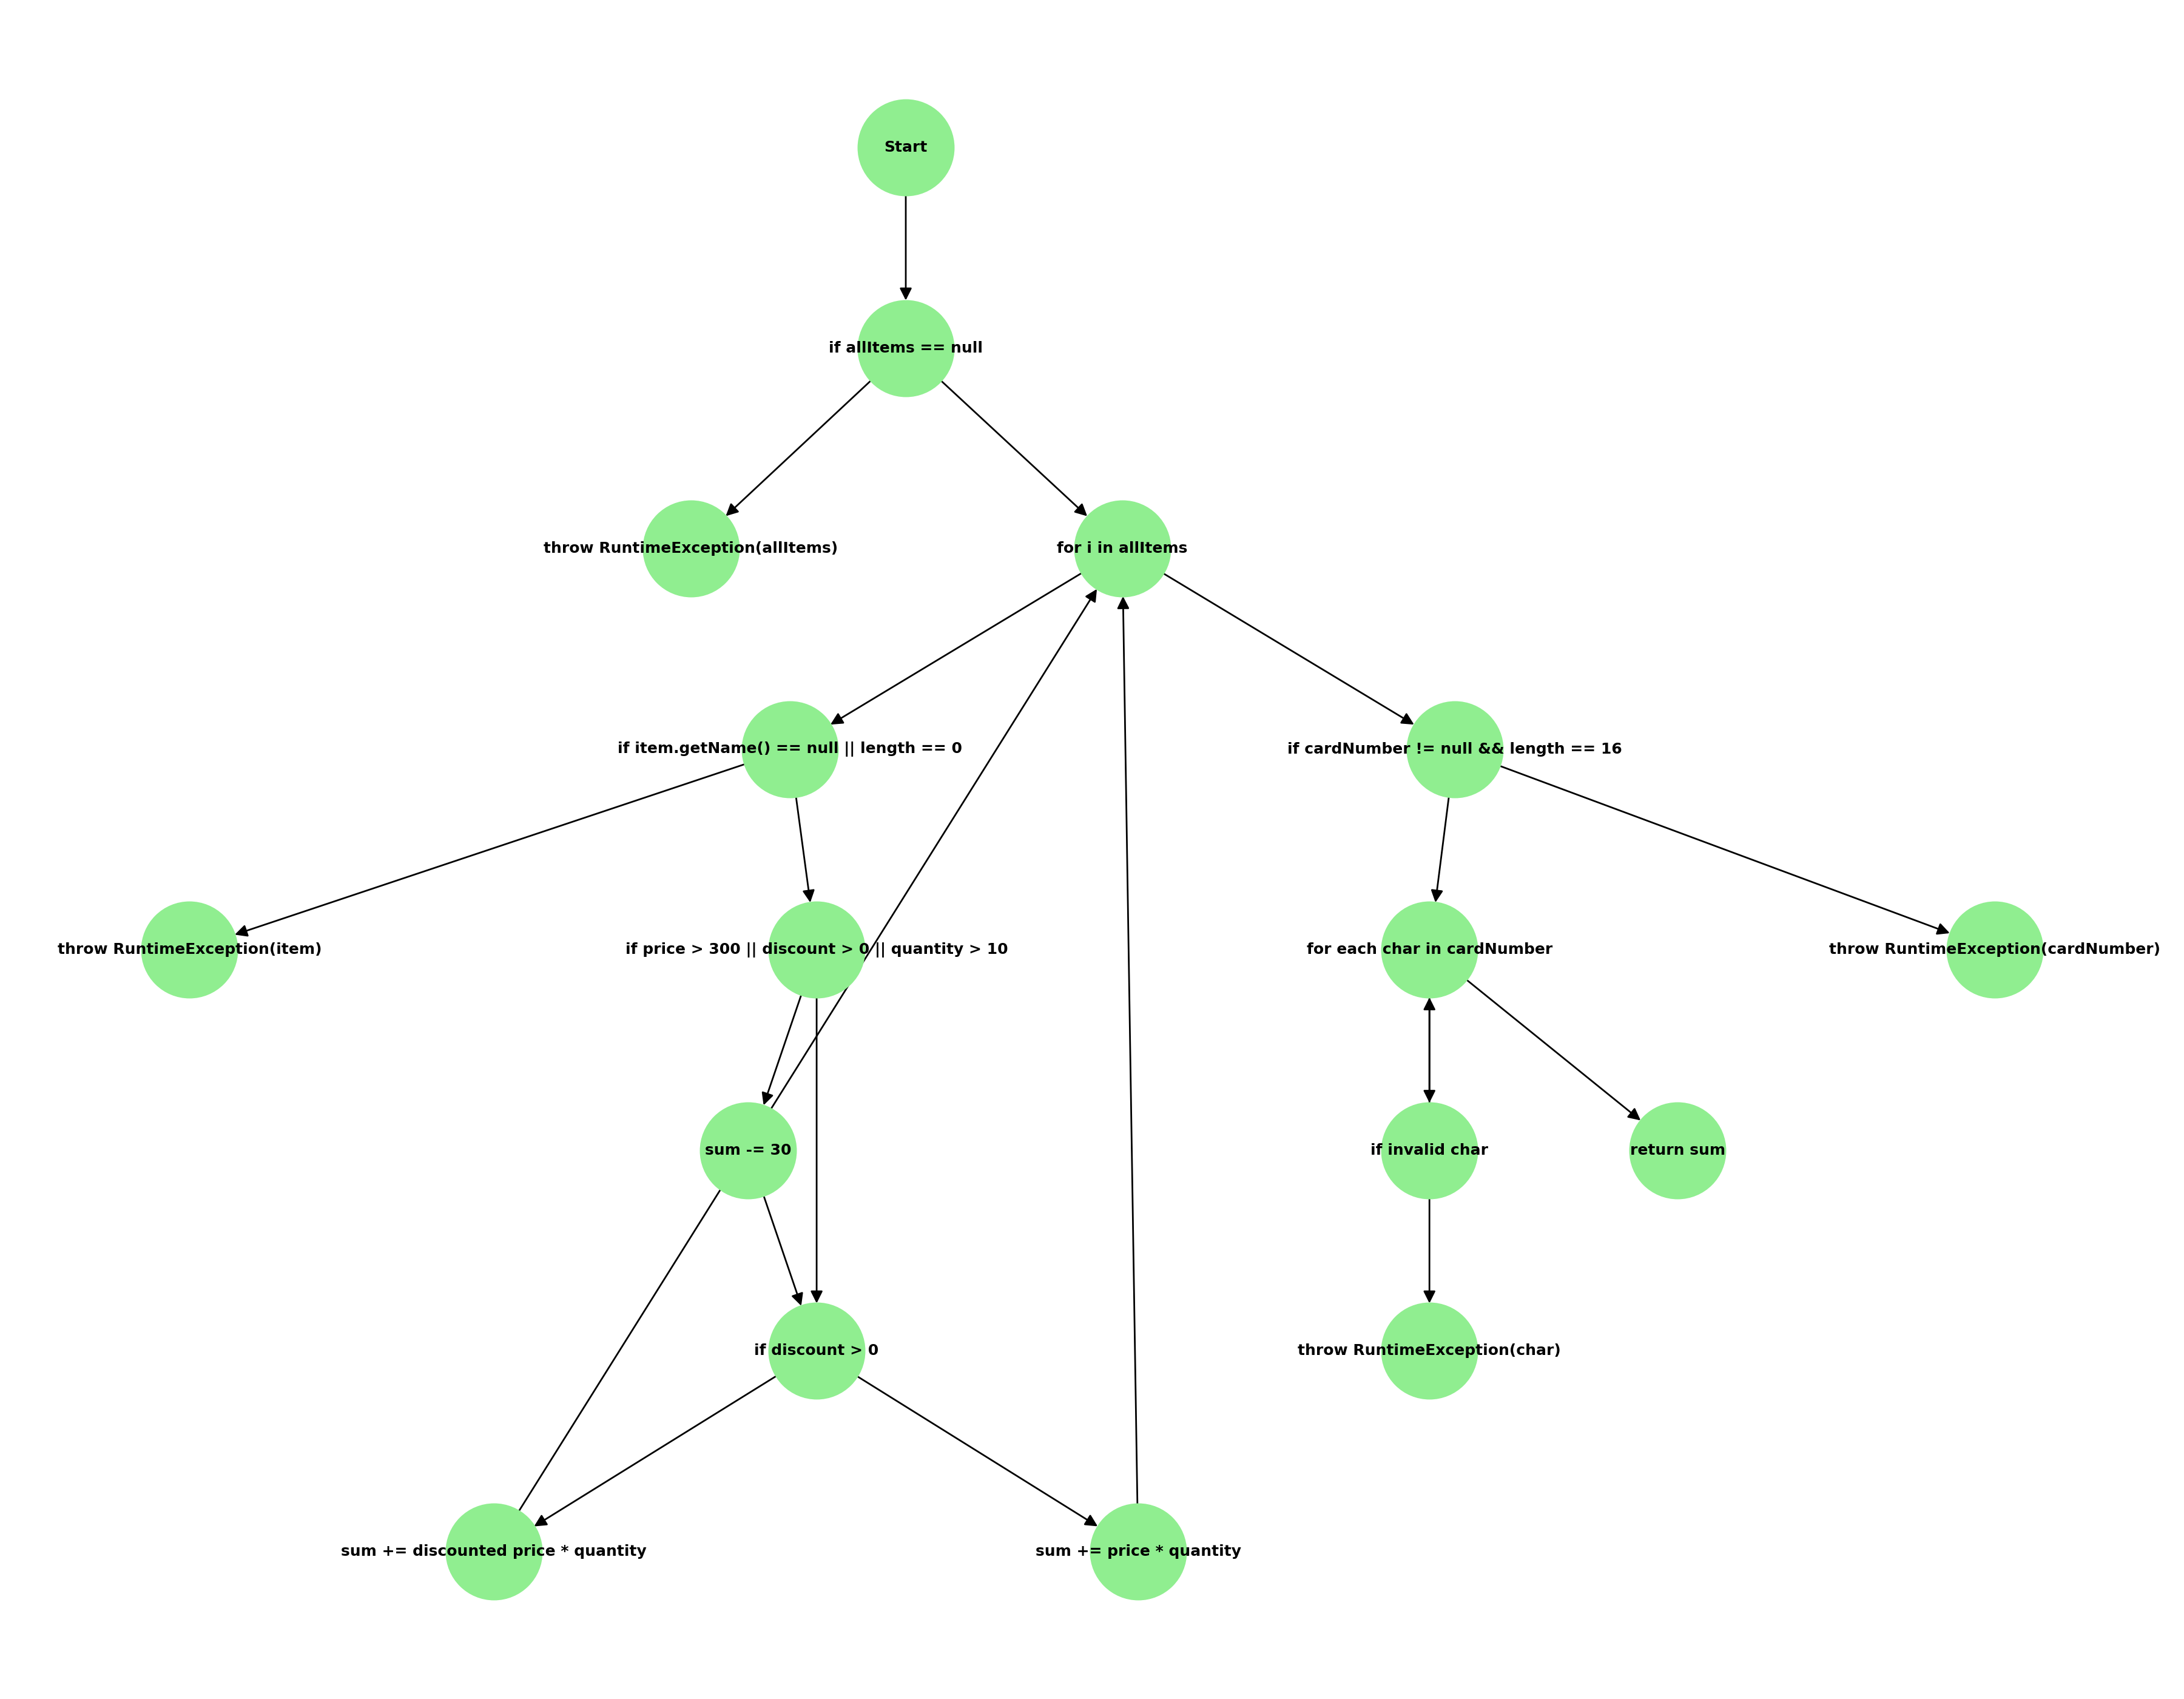 Start
if allItems == null
throw RuntimeException(allItems)
for i in allItems
if item.getName() == null || length == 0
if cardNumber != null && length == 16
throw RuntimeException(item)
if price > 300 || discount > 0 || quantity > 10
for each char in cardNumber
throw RuntimeException(cardNumber)
sum -= 30
if invalid char
return sum
if discount > 0
throw RuntimeException(char)
sum += discounted price * quantity
sum += price * quantity